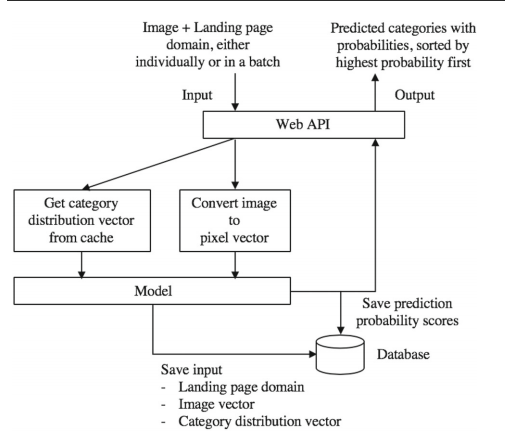 Image + Landing page
domain, either
individually or in a batch
Predicted categories with
probabilities, sorted by
highest probability first
Input
Output
Web API
Get category
distribution vector
from cache
Convert image
to
pixel vector
Model
Save prediction
probability scores
Database
Save input
- Landing page domain
- Image vector
- Category distribution vector